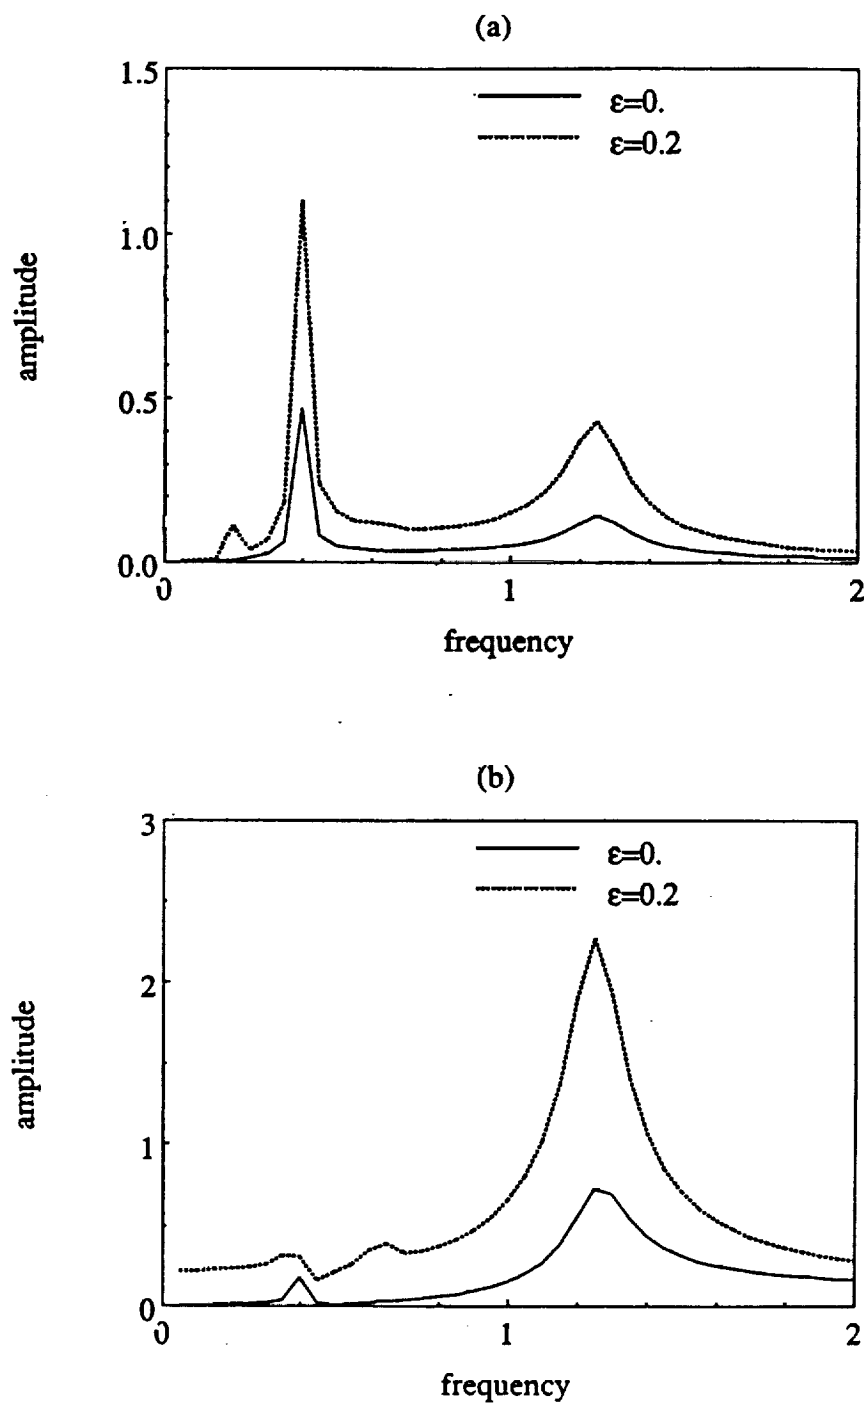 (a)
1.5
ε=0.
ε=0.2
1.0
amplitude
0.5
0.0
0 1 2
frequency
(b)
3
ε=0.
ε=0.2
2
amplitude
1
0
0 1 2
frequency